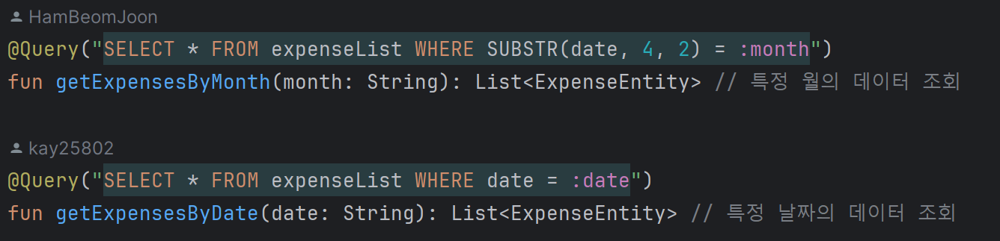 HamBeomJoon
@Query("SELECT * FROM expenseList WHERE SUBSTR(date, 4, 2) = :month")
fun getExpensesByMonth(month: String): List<ExpenseEntity> // 특정 월의 데이터 조회
kay25802
@Query("SELECT * FROM expenseList WHERE date = :date")
fun getExpensesByDate(date: String): List<ExpenseEntity> // 특정 날짜의 데이터 조회